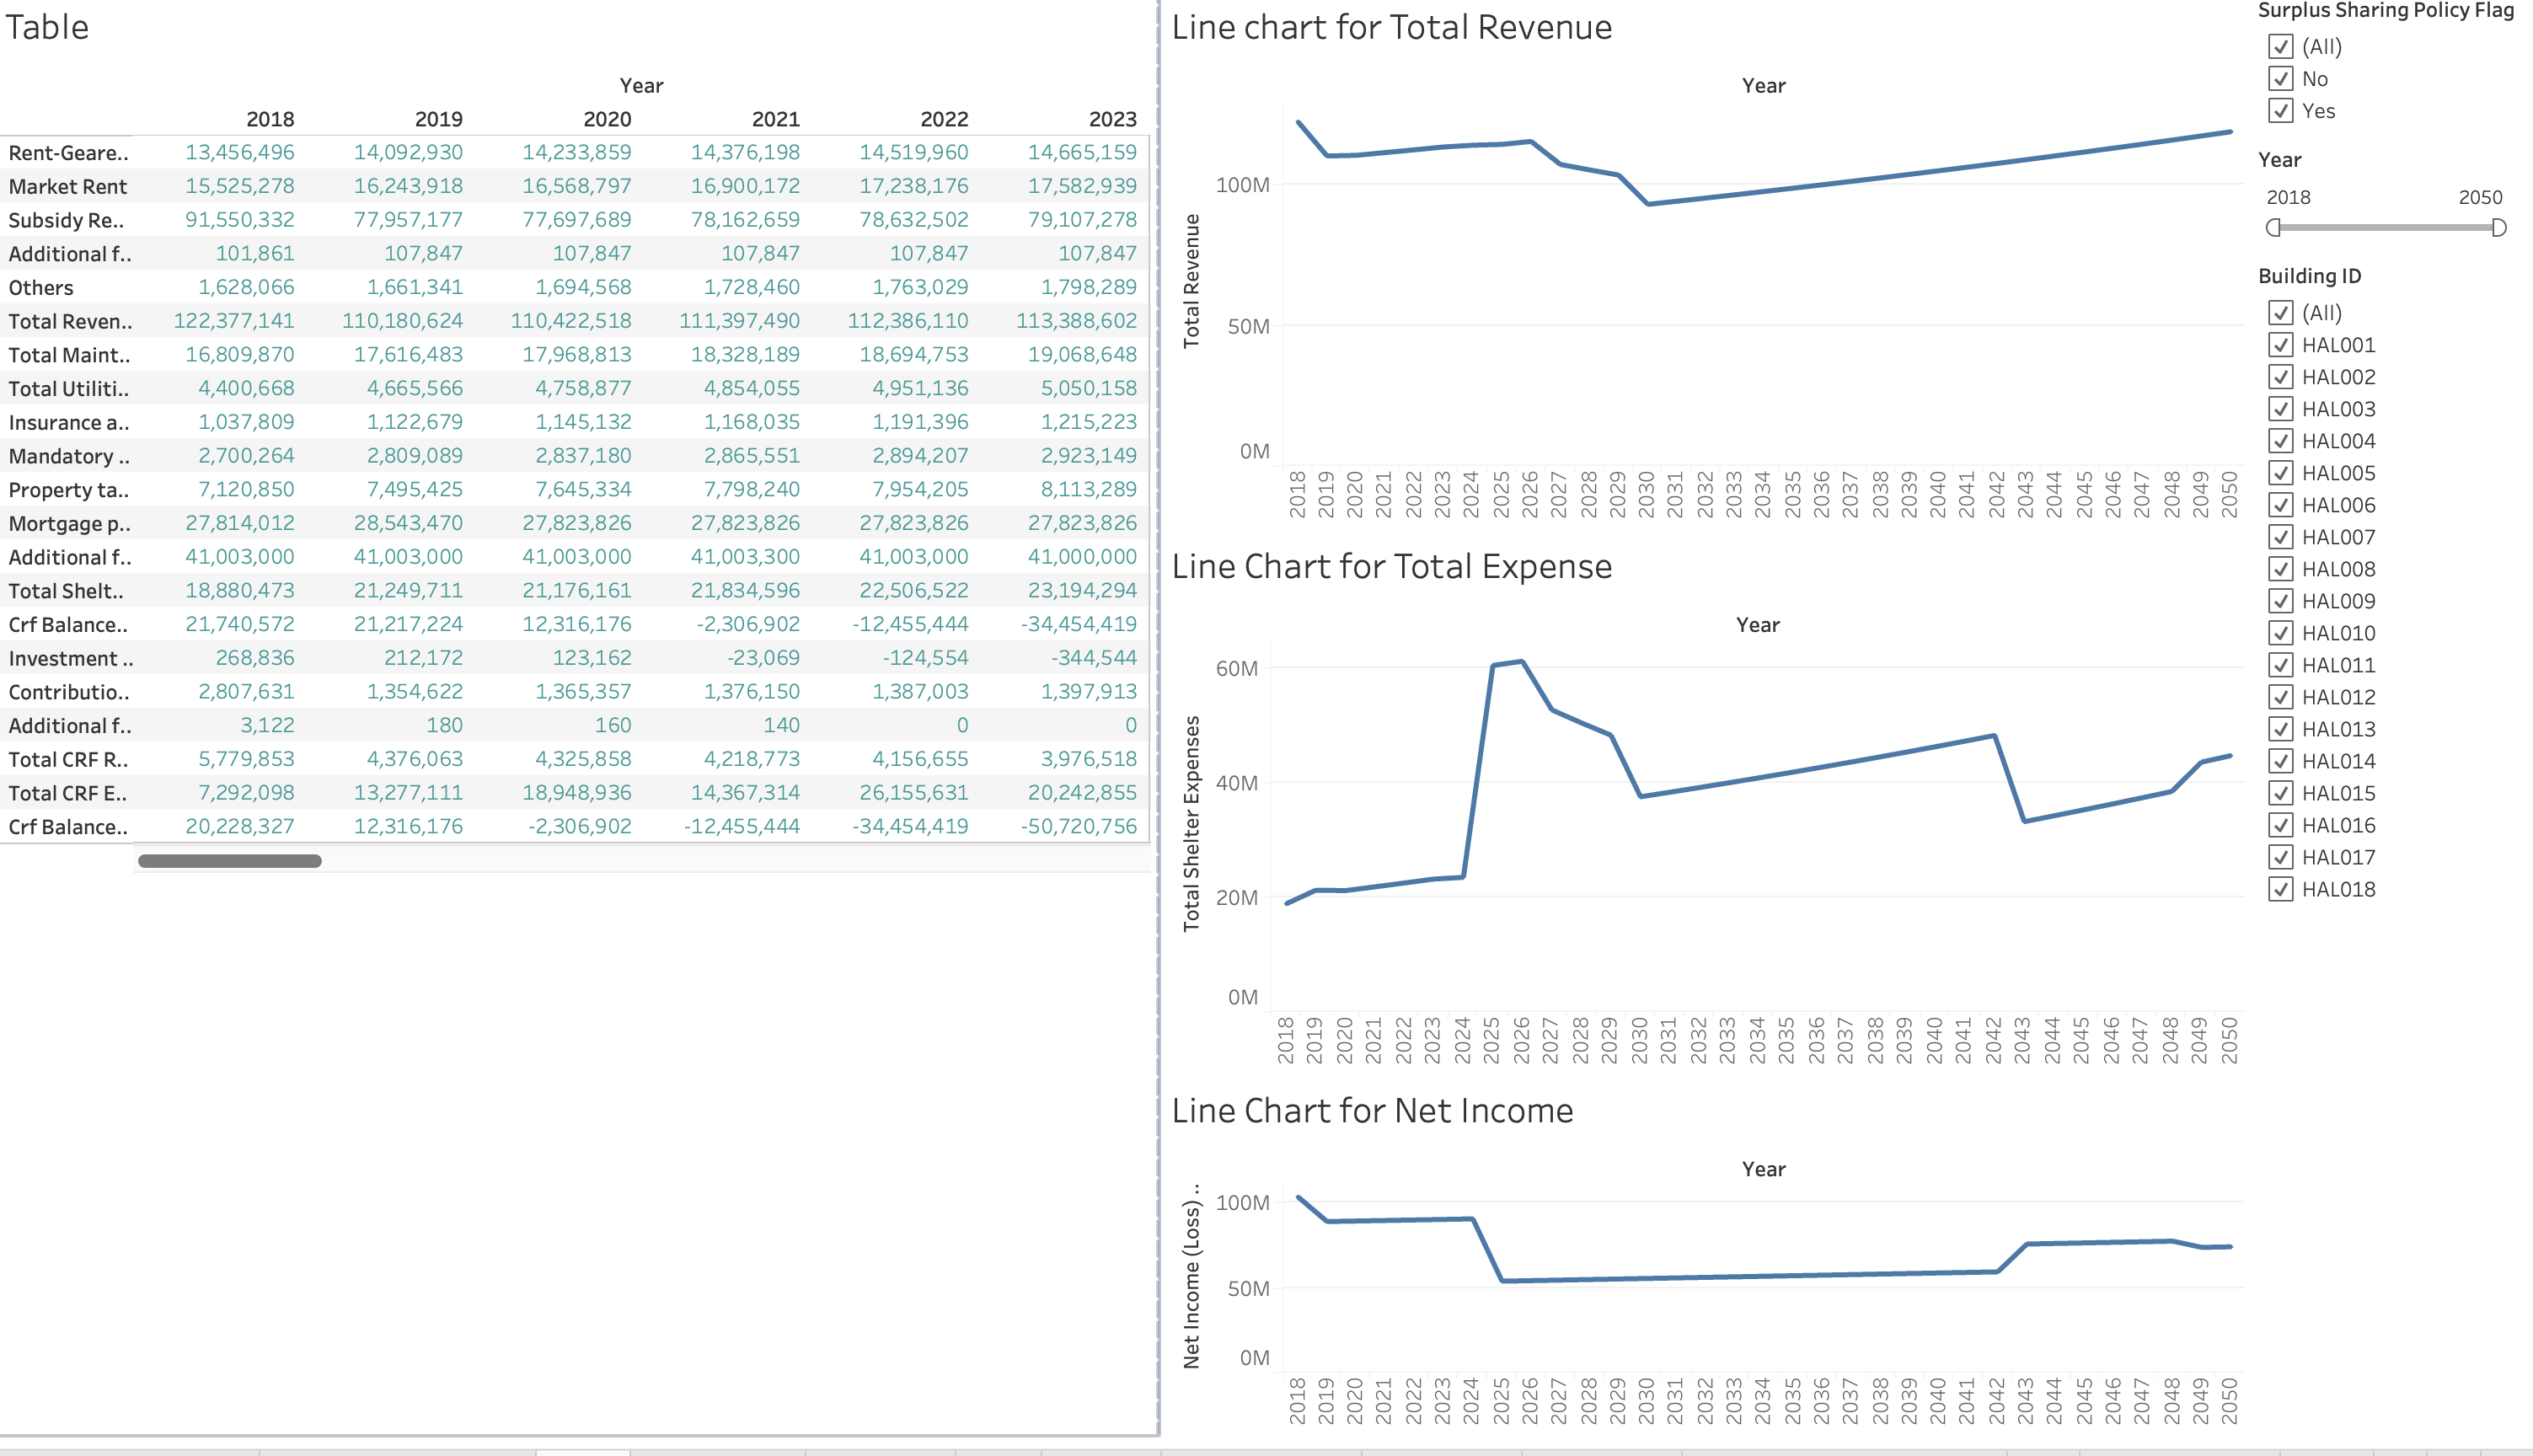 Table
Year
2018 2019 2020 2021 2022 2023
Rent-Geare.. 13,456,496 14,092,930 14,233,859 14,376,198 14,519,960 14,665,159
Market Rent 15,525,278 16,243,918 16,568,797 16,900,172 17,238,176 17,582,939
Subsidy Re.. 91,550,332 77,957,177 77,697,689 78,162,659 78,632,502 79,107,278
Additional f.. 101,861 107,847 107,847 107,847 107,847 107,847
Others 1,628,066 1,661,341 1,694,568 1,728,460 1,763,029 1,798,289
Total Reven.. 122,377,141 110,180,624 110,422,518 111,397,490 112,386,110 113,388,602
Total Maint.. 16,809,870 17,616,483 17,968,813 18,328,189 18,694,753 19,068,648
Total Utiliti.. 4,400,668 4,665,566 4,758,877 4,854,055 4,951,136 5,050,158
Insurance a.. 1,037,809 1,122,679 1,145,132 1,168,035 1,191,396 1,215,223
Mandatory .. 2,700,264 2,809,089 2,837,180 2,865,551 2,894,207 2,923,149
Property ta.. 7,120,850 7,495,425 7,645,334 7,798,240 7,954,205 8,113,289
Mortgage p.. 27,814,012 28,543,470 27,823,826 27,823,826 27,823,826 27,823,826
Additional f.. 41,003,000 41,003,000 41,003,000 41,003,300 41,003,000 41,000,000
Total Shelt.. 18,880,473 21,249,711 21,176,161 21,834,596 22,506,522 23,194,294
Crf Balance.. 21,740,572 21,217,224 12,316,176 -2,306,902 -12,455,444 -34,454,419
Investment .. 268,836 212,172 123,162 -23,069 -124,554 -344,544
Contributio.. 2,807,631 1,354,622 1,365,357 1,376,150 1,387,003 1,397,913
Additional f.. 3,122 180 160 140 0 0
Total CRF R.. 5,779,853 4,376,063 4,325,858 4,218,773 4,156,655 3,976,518
Total CRF E.. 7,292,098 13,277,111 18,948,936 14,367,314 26,155,631 20,242,855
Crf Balance.. 20,228,327 12,316,176 -2,306,902 -12,455,444 -34,454,419 -50,720,756
Line chart for Total Revenue
Year
Total Revenue
100M
50M
0M
2018 2019 2020 2021 2022 2023 2024 2025 2026 2027 2028 2029 2030 2031 2032 2033 2034 2035 2036 2037 2038 2039 2040 2041 2042 2043 2044 2045 2046 2047 2048 2049 2050
Line Chart for Total Expense
Year
Total Shelter Expenses
60M
40M
20M
0M
2018 2019 2020 2021 2022 2023 2024 2025 2026 2027 2028 2029 2030 2031 2032 2033 2034 2035 2036 2037 2038 2039 2040 2041 2042 2043 2044 2045 2046 2047 2048 2049 2050
Line Chart for Net Income
Year
Net Income (Loss) ..
100M
50M
0M
2018 2019 2020 2021 2022 2023 2024 2025 2026 2027 2028 2029 2030 2031 2032 2033 2034 2035 2036 2037 2038 2039 2040 2041 2042 2043 2044 2045 2046 2047 2048 2049 2050
Surplus Sharing Policy Flag
(All)
No
Yes
Year
2018 2050
Building ID
(All)
HAL001
HAL002
HAL003
HAL004
HAL005
HAL006
HAL007
HAL008
HAL009
HAL010
HAL011
HAL012
HAL013
HAL014
HAL015
HAL016
HAL017
HAL018